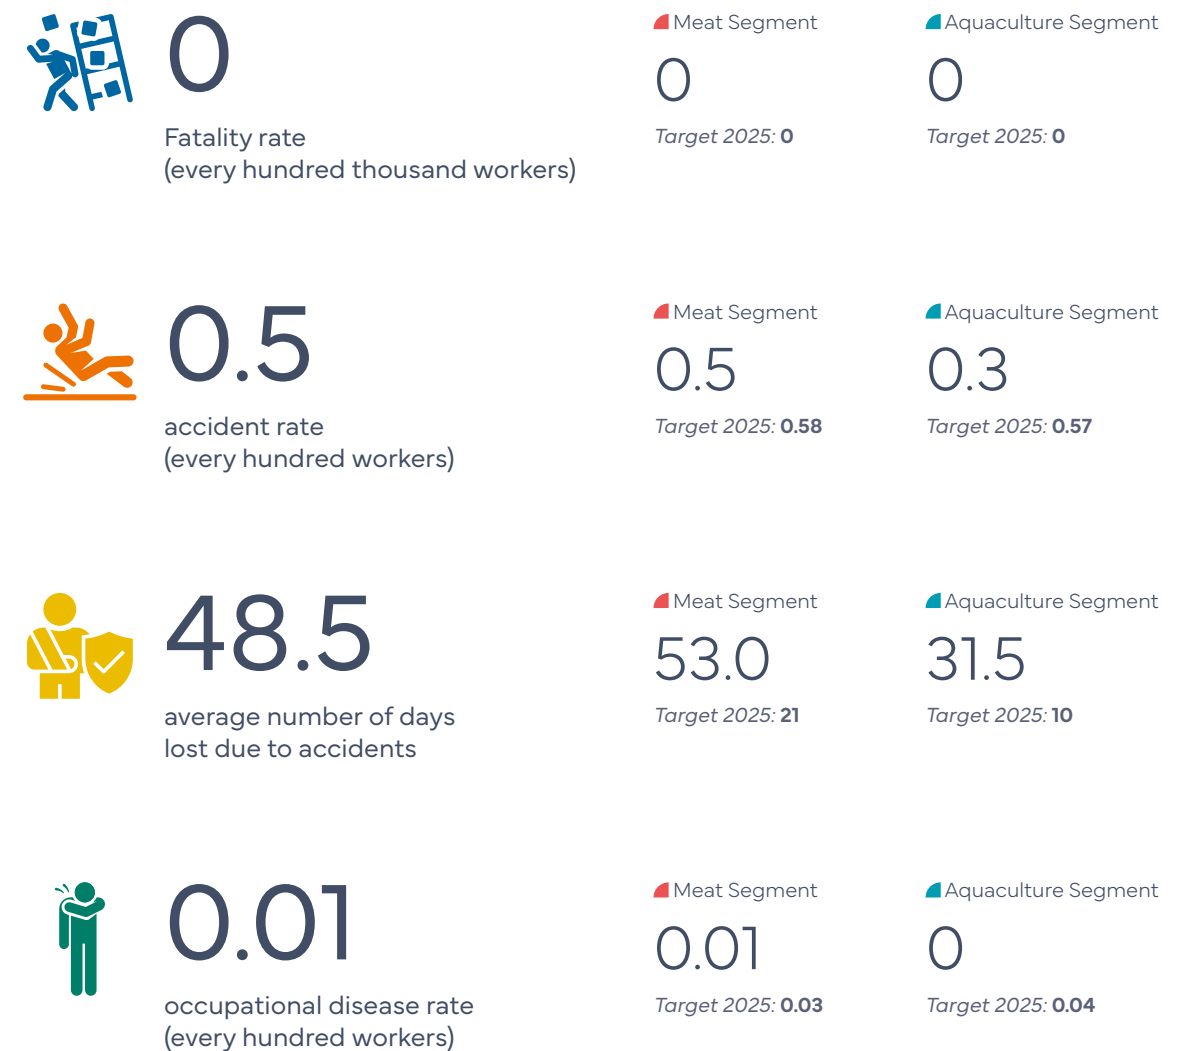 0
Fatality rate
(every hundred thousand workers)
Meat Segment
0
Target 2025: 0
Aquaculture Segment
0
Target 2025: 0
0.5
accident rate
(every hundred workers)
Meat Segment
0.5
Target 2025: 0.58
Aquaculture Segment
0.3
Target 2025: 0.57
48.5
average number of days
lost due to accidents
Meat Segment
53.0
Target 2025: 21
Aquaculture Segment
31.5
Target 2025: 10
0.01
occupational disease rate
(every hundred workers)
Meat Segment
0.01
Target 2025: 0.03
Aquaculture Segment
0
Target 2025: 0.04